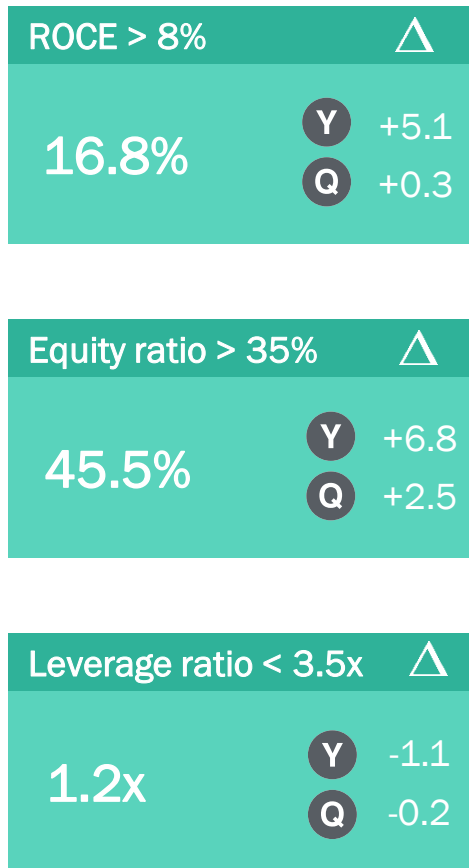 ROCE > 8% Δ
16.8%
Y +5.1
Q +0.3
Equity ratio > 35% Δ
45.5%
Y +6.8
Q +2.5
Leverage ratio < 3.5x Δ
1.2x
Y -1.1
Q -0.2